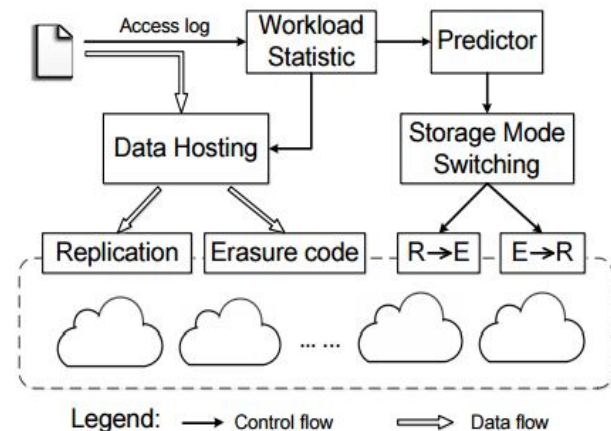 Access log
Workload
Statistic
Predictor
Data Hosting
Storage Mode
Switching
Replication
Erasure code
R→E
E→R
... ...
Legend: Control flow Data flow